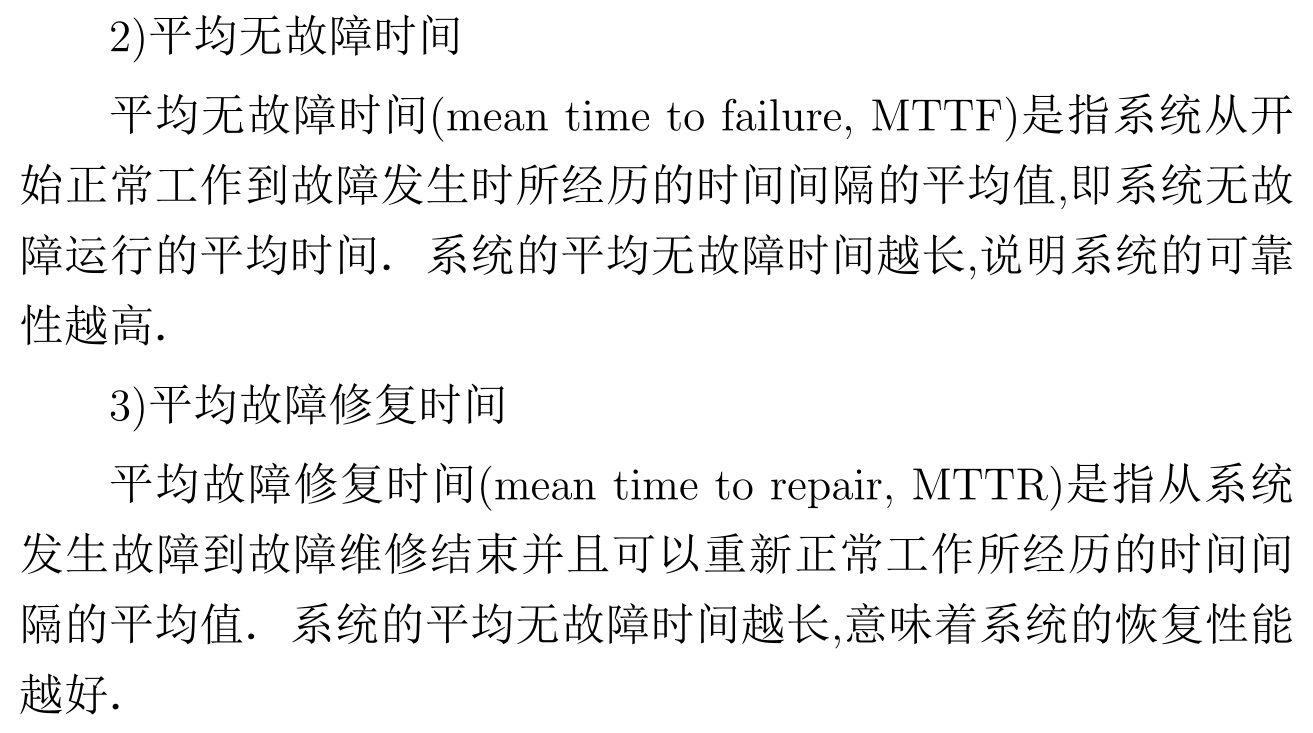 2)平均无故障时间
平均无故障时间(mean time to failure, MTTF)是指系统从开
始正常工作到故障发生时所经历的时间间隔的平均值,即系统无故
障运行的平均时间. 系统的平均无故障时间越长,说明系统的可靠
性越高.
3)平均故障修复时间
平均故障修复时间(mean time to repair, MTTR)是指从系统
发生故障到故障维修结束并且可以重新正常工作所经历的时间间
隔的平均值. 系统的平均无故障时间越长,意味着系统的恢复性能
越好.